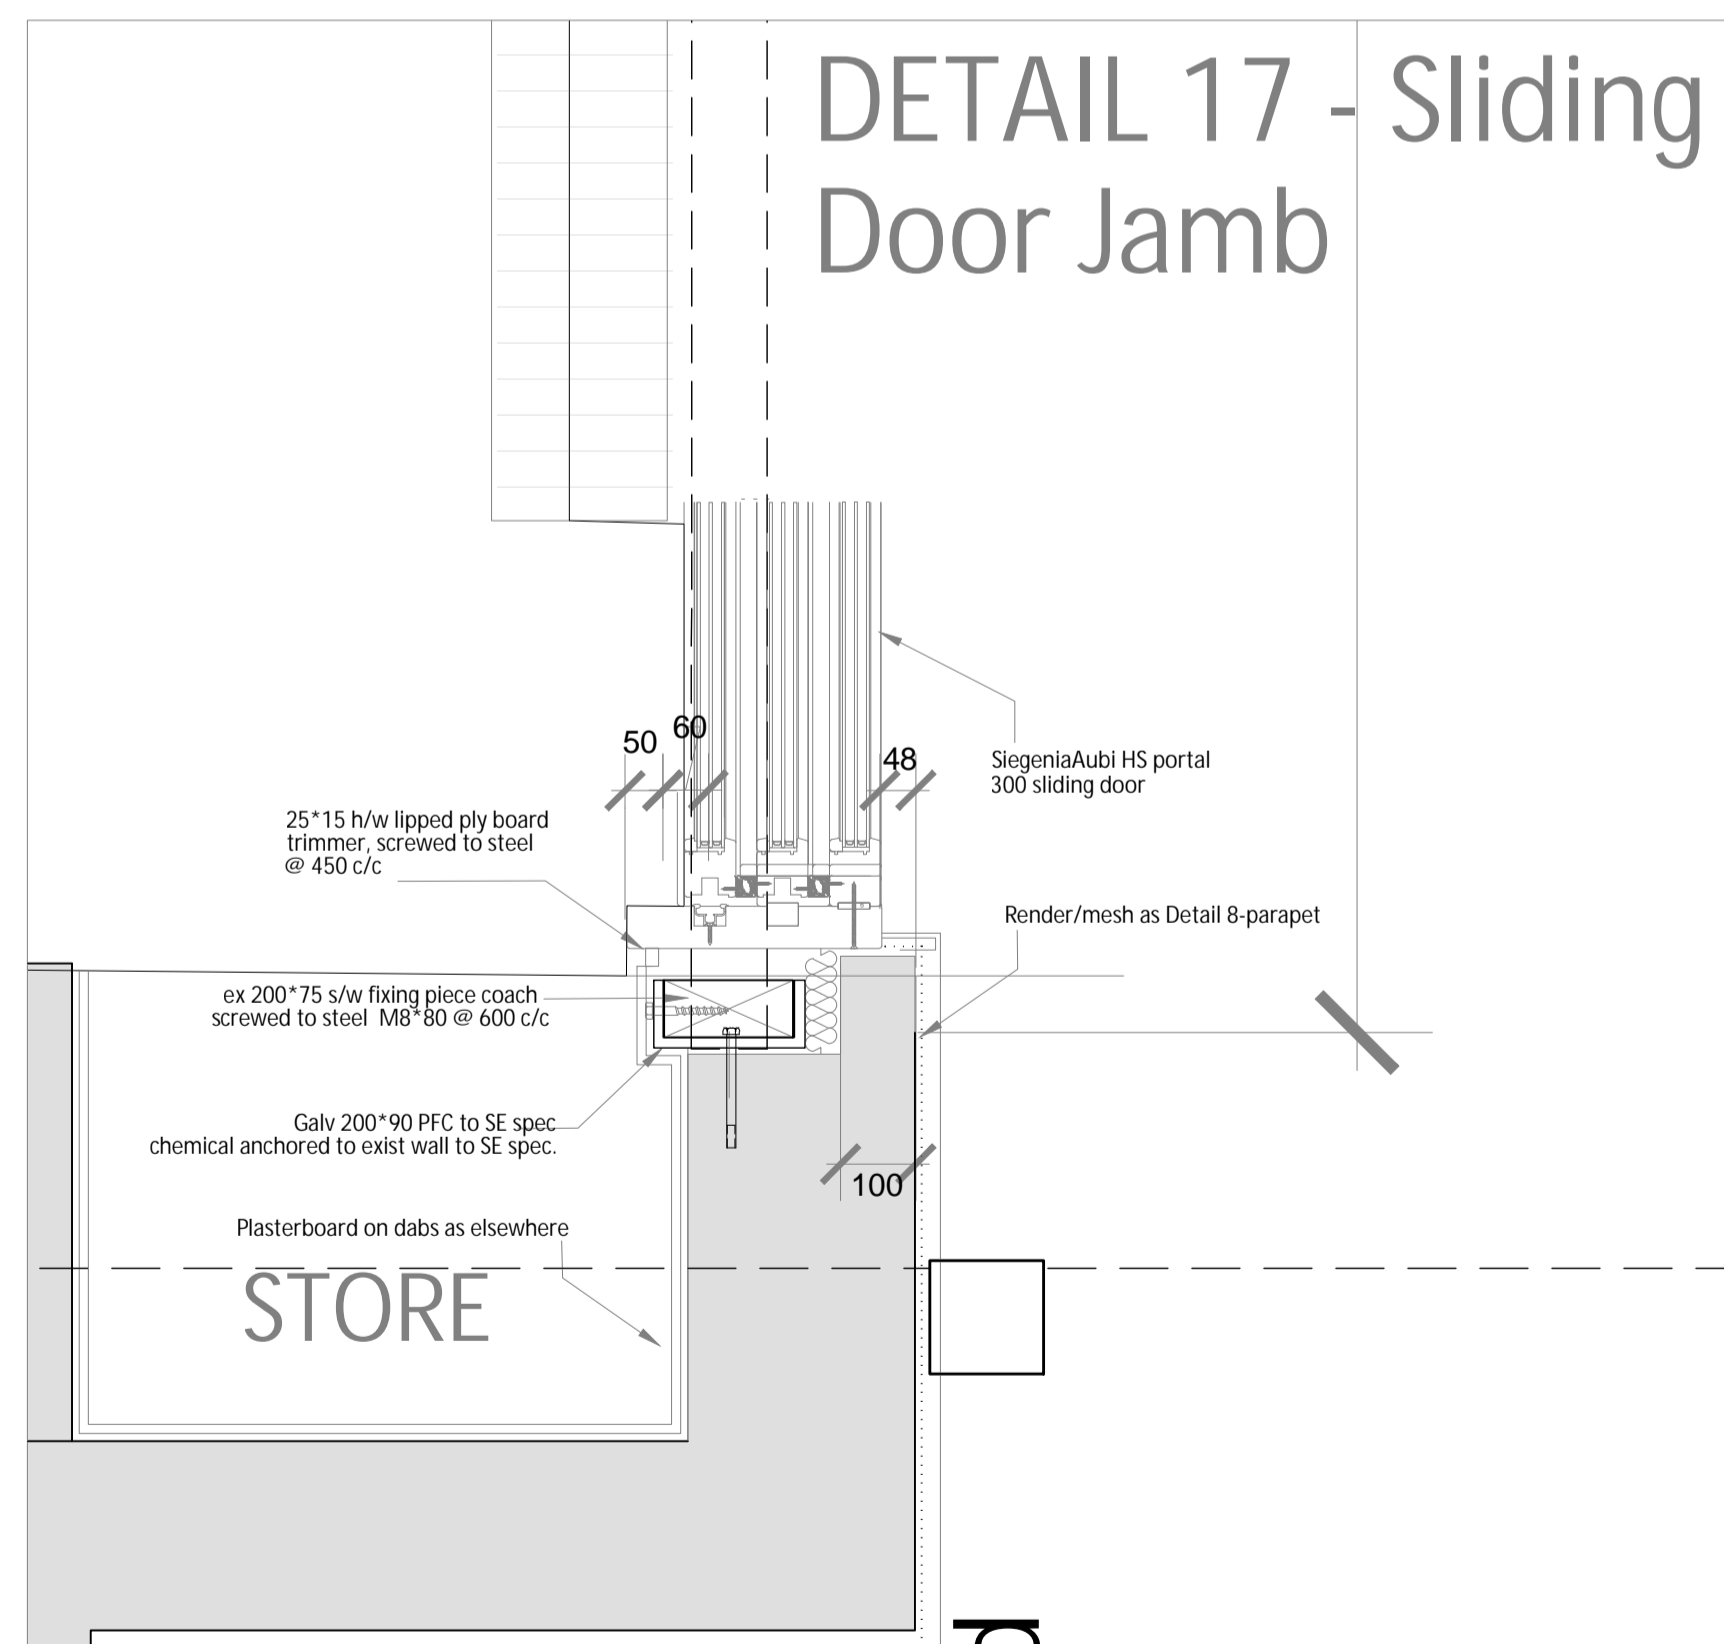 DETAIL 17 - Sliding
Door Jamb
60
50
48
SiegeniaAubi HS portal
300 sliding door
25*15 h/w lipped ply board
trimmer, screwed to steel
@ 450 c/c
Render/mesh as Detail 8-parapet
ex 200*75 s/w fixing piece coach
screwed to steel M8*80 @ 600 c/c
Galv 200*90 PFC to SE spec
chemical anchored to exist wall to SE spec.
100
Plasterboard on dabs as elsewhere
STORE